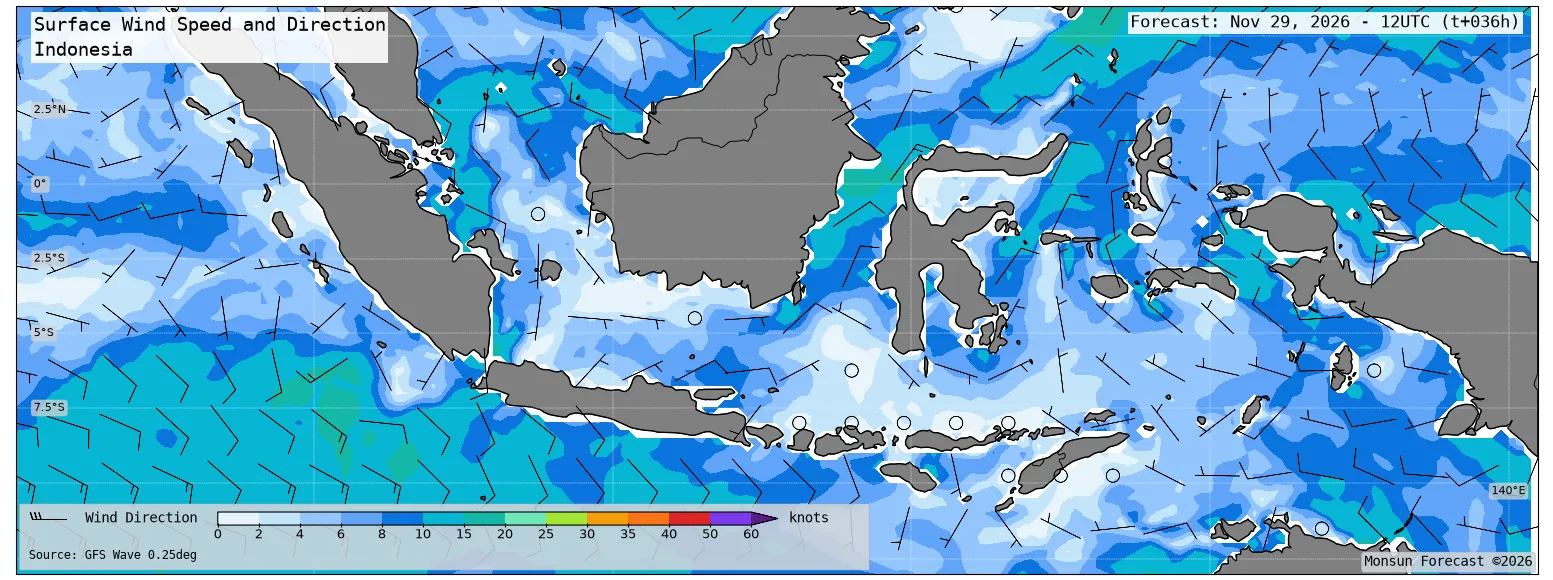 Surface Wind Speed and Direction
Indonesia
Forecast: Nov 29, 2026 - 12UTC (t+036h)
2.5°N
0°
2.5°S
5°S
7.5°S
140°E
Wind Direction
0 2 4 6 8 10 15 20 25 30 35 40 50 60
knots
Source: GFS Wave 0.25deg
Monsun Forecast ©2026